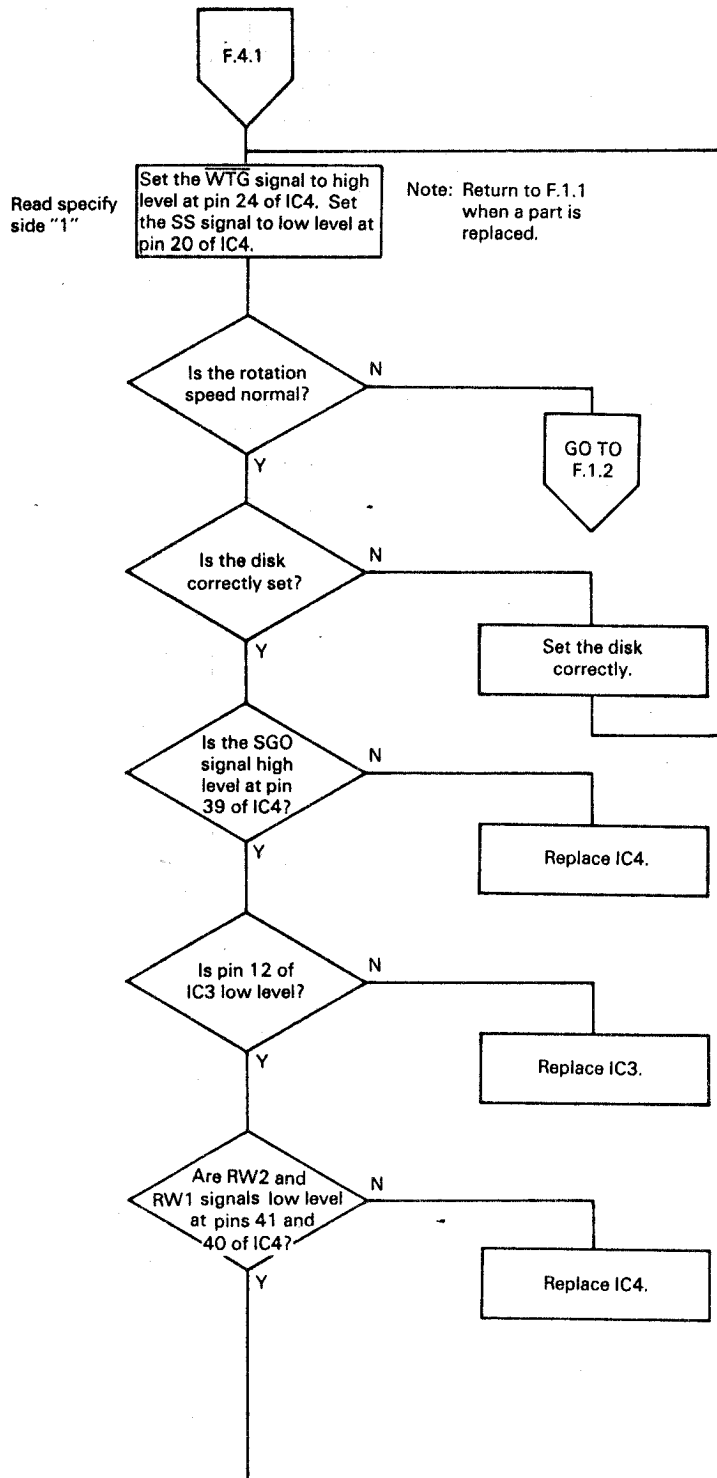 F.4.1
Read specify
side "1"
Set the W̅T̅G̅ signal to high
level at pin 24 of IC4. Set
the SS signal to low level at
pin 20 of IC4.
Note: Return to F.1.1
when a part is
replaced.
Is the rotation
speed normal?
N
Y
GO TO
F.1.2
Is the disk
correctly set?
N
Y
Set the disk
correctly.
Is the SGO
signal high
level at pin
39 of IC4?
N
Y
Replace IC4.
Is pin 12 of
IC3 low level?
N
Y
Replace IC3.
Are RW2 and
RW1 signals low level
at pins 41 and
40 of IC4?
N
Y
Replace IC4.